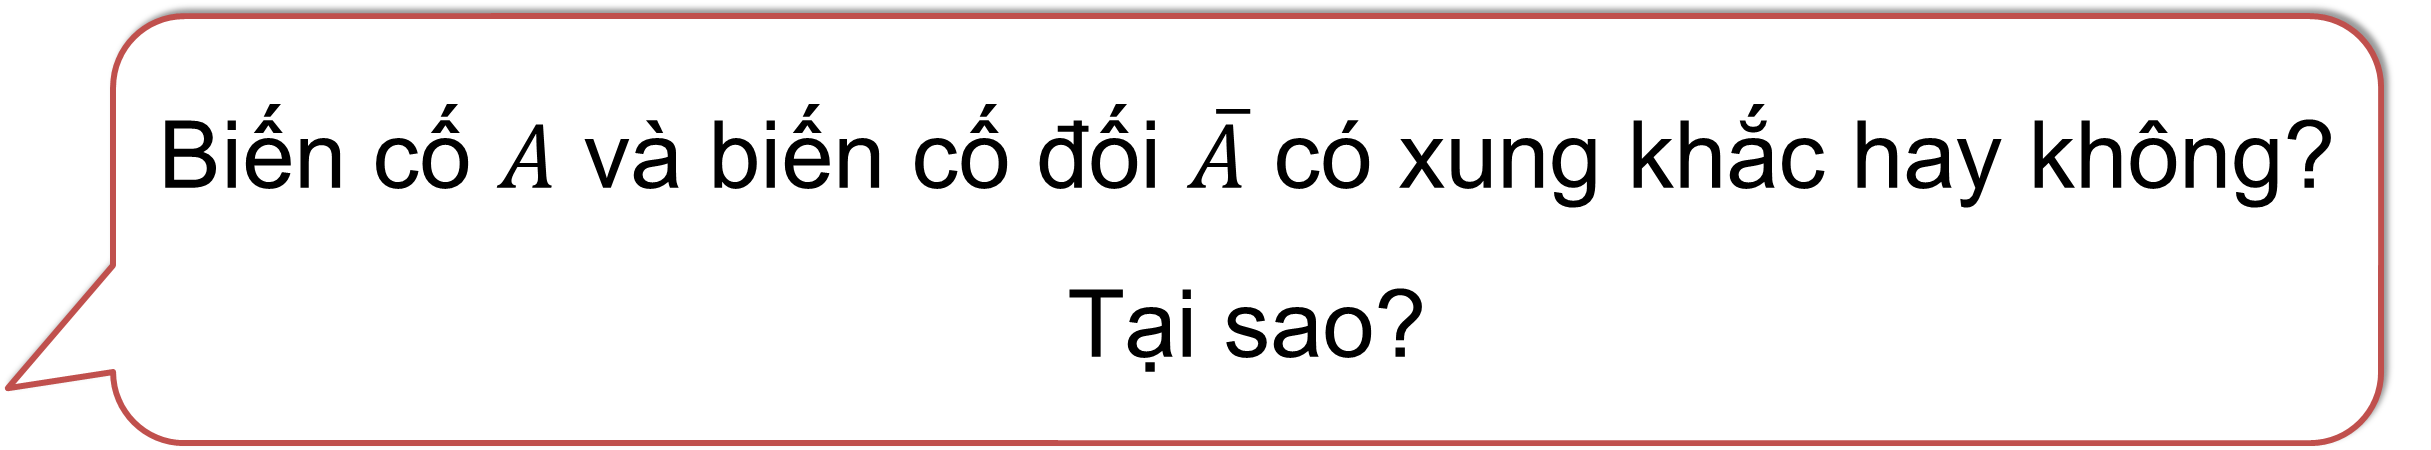 Biến cố A và biến cố đối Ā có xung khắc hay không?
Tại sao?